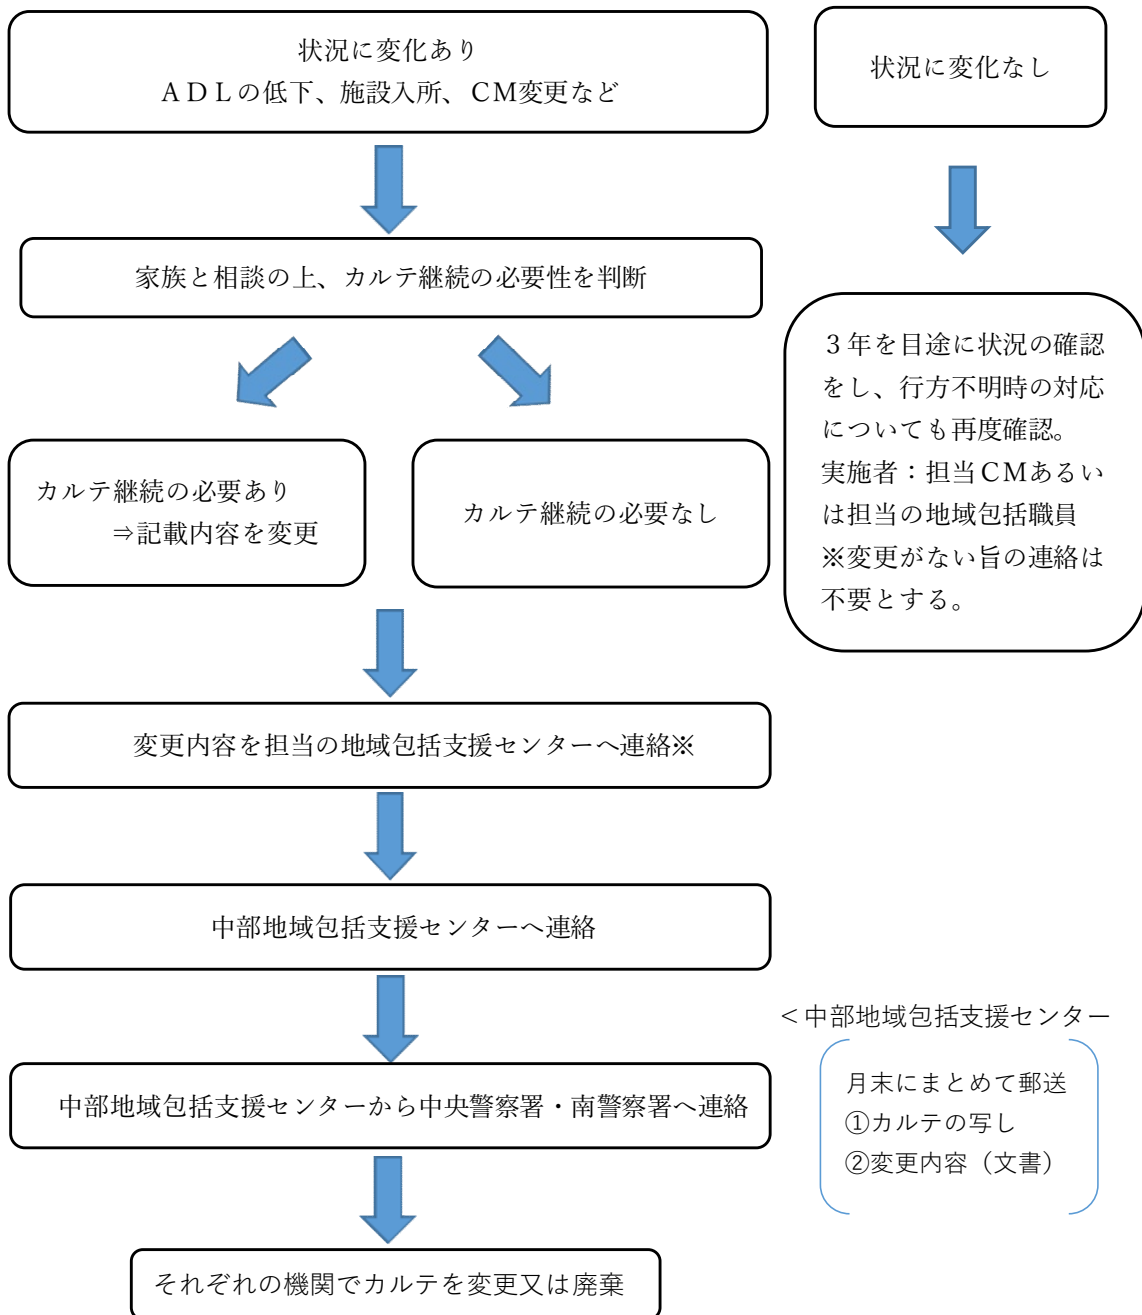 状況に変化あり
ＡＤＬの低下、施設入所、ＣＭ変更など
状況に変化なし
家族と相談の上、カルテ継続の必要性を判断
カルテ継続の必要あり
⇒記載内容を変更
カルテ継続の必要なし
３年を目途に状況の確認
をし、行方不明時の対応
についても再度確認。
実施者：担当ＣＭあるい
は担当の地域包括職員
※変更がない旨の連絡は
不要とする。
変更内容を担当の地域包括支援センターへ連絡※
中部地域包括支援センターへ連絡
中部地域包括支援センターから中央警察署・南警察署へ連絡
＜中部地域包括支援センター
月末にまとめて郵送
①カルテの写し
②変更内容（文書）
それぞれの機関でカルテを変更又は廃棄